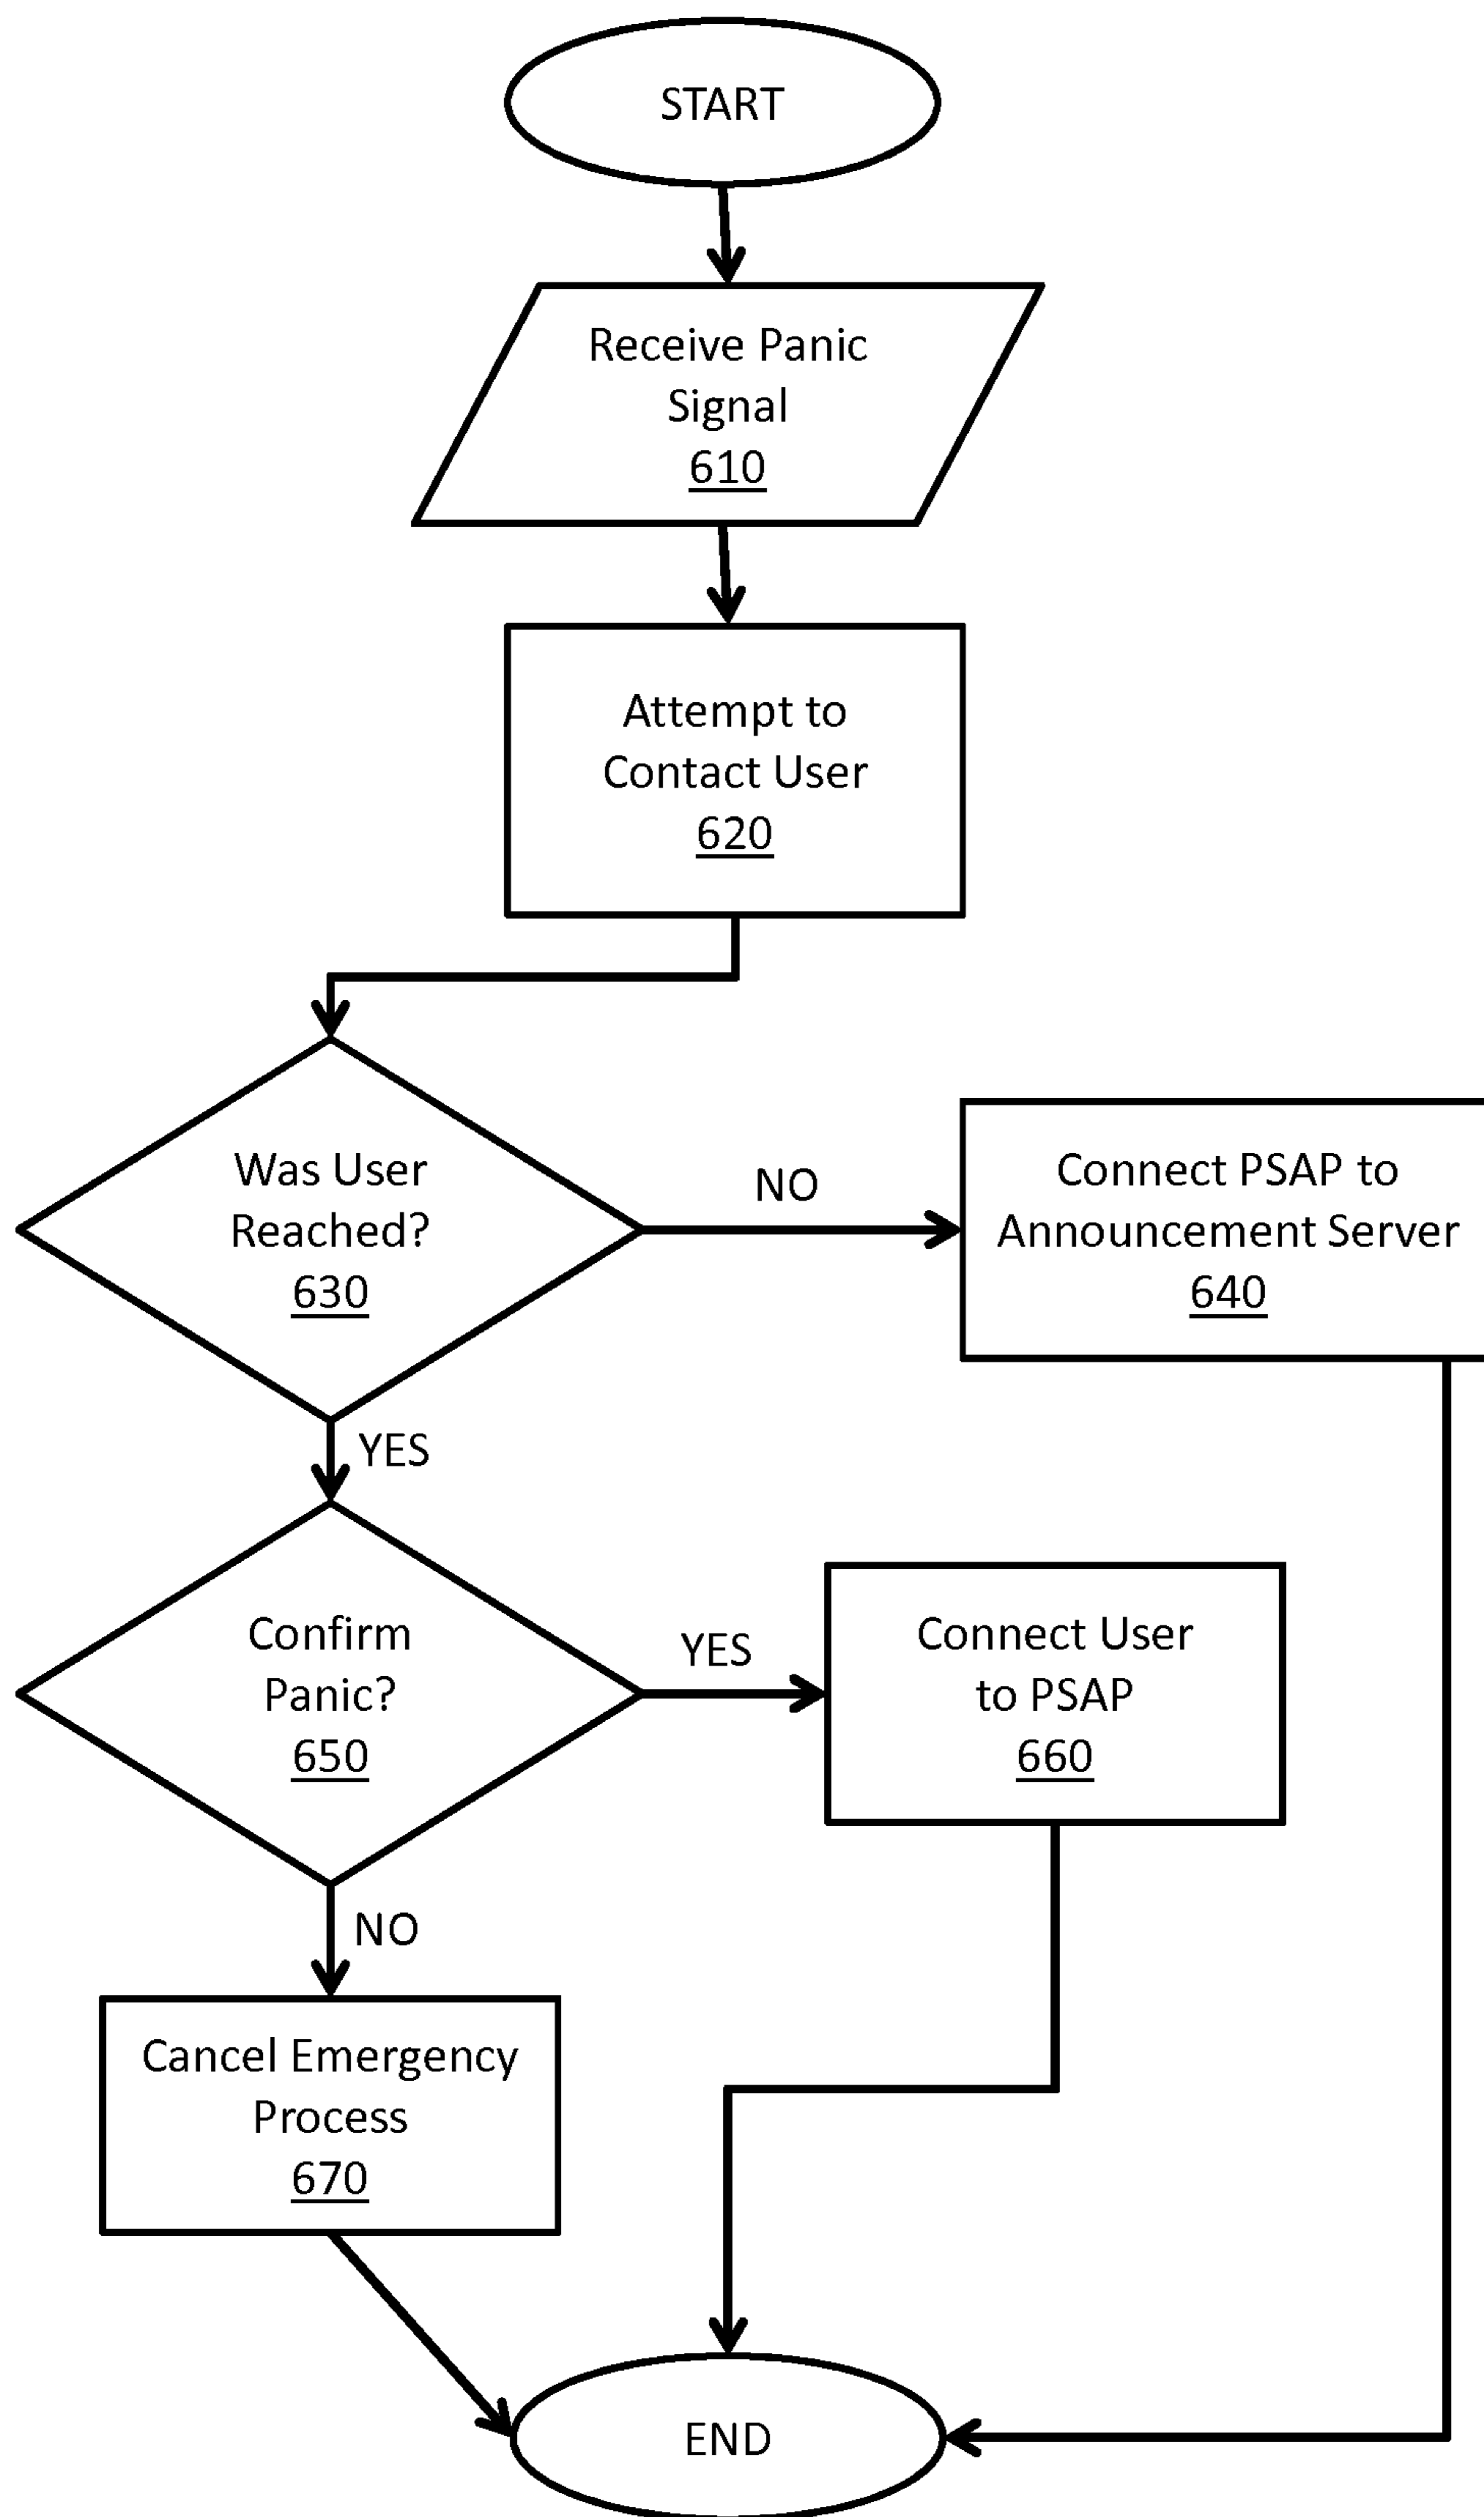 START
Receive Panic
Signal
610
Attempt to
Contact User
620
Was User
Reached?
630
NO
Connect PSAP to
Announcement Server
640
YES
Confirm
Panic?
650
YES
Connect User
to PSAP
660
NO
Cancel Emergency
Process
670
END